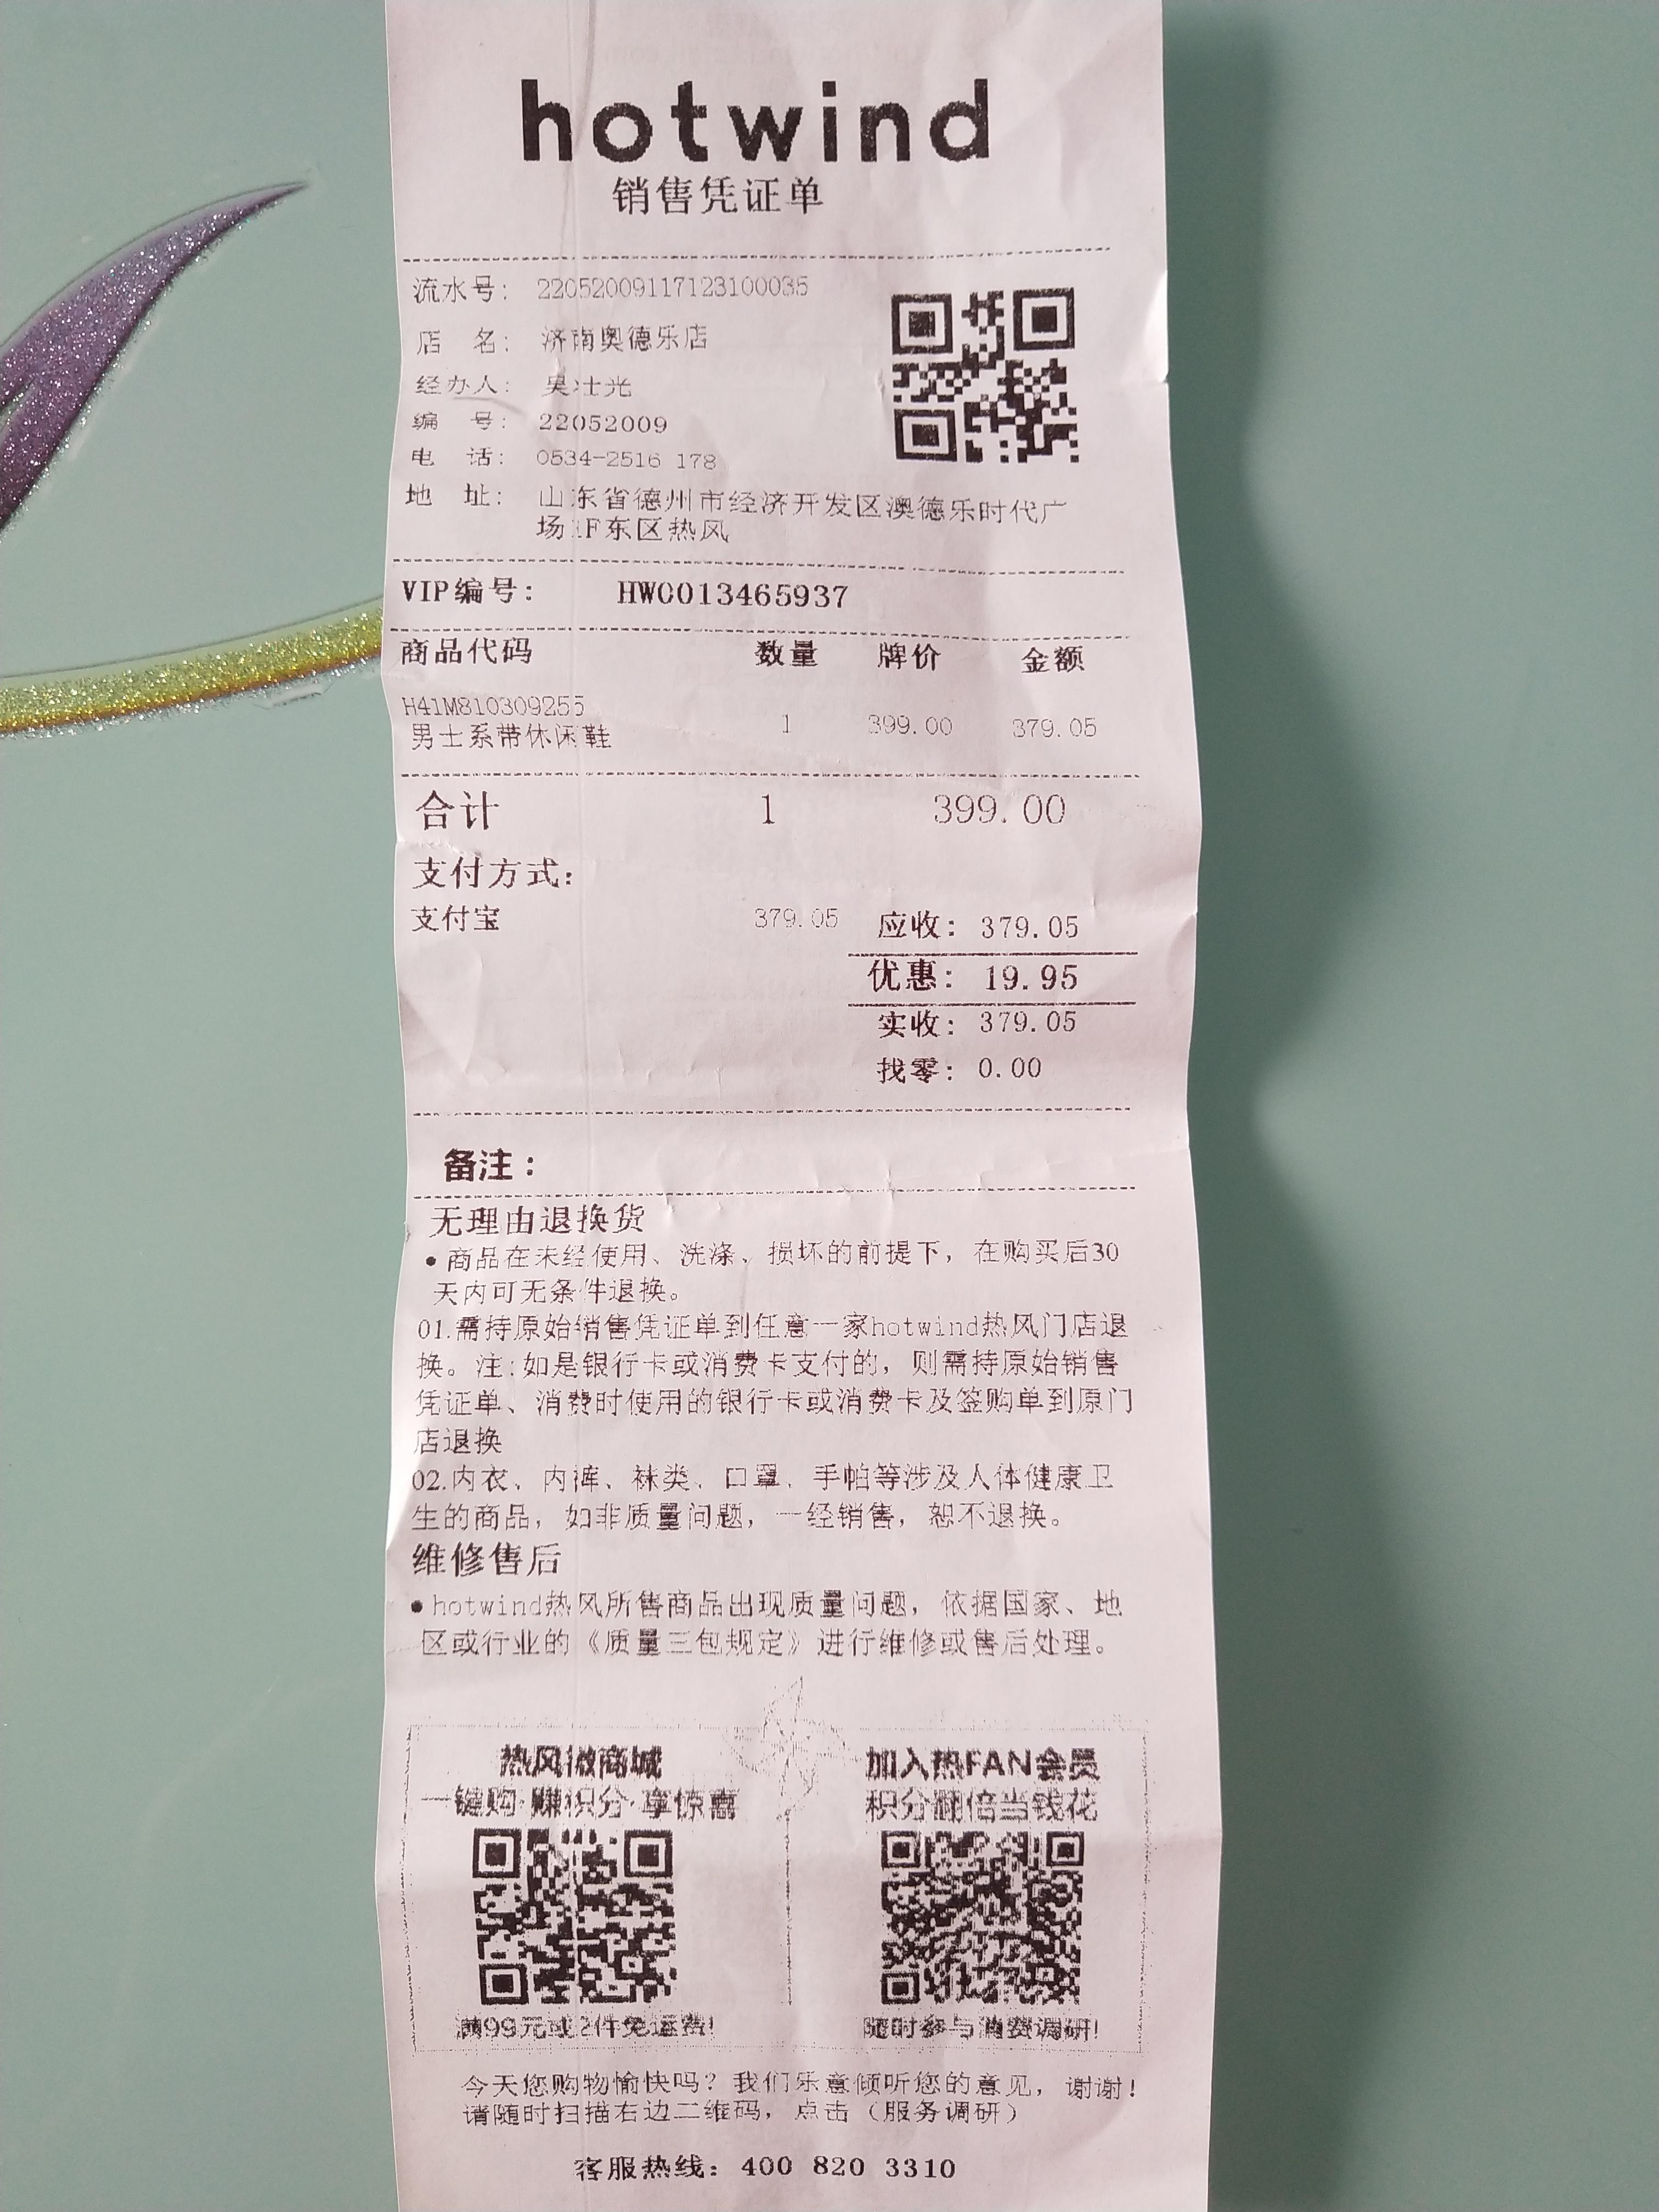 hotwind
销售凭证单
流水号: 22052009117123100035
店 名: 济南奥德乐店
经办人: 吴壮光
编 号: 22052009
电 话: 0534-2516 178
地 址: 山东省德州市经济开发区澳德乐时代广
场1F东区热风
VIP编号: HW0013465937
商品代码 数量 牌价 金额
H41M810309255
男士系带休闲鞋 1 399.00 379.05
合计 1 399.00
支付方式:
支付宝 379.05 应收: 379.05
优惠: 19.95
实收: 379.05
找零: 0.00
备注:
无理由退换货
•商品在未经使用、洗涤、损坏的前提下，在购买后30
天内可无条件退换。
01.需持原始销售凭证单到任意一家hotwind热风门店退
换。注:如是银行卡或消费卡支付的，则需持原始销售
凭证单、消费时使用的银行卡或消费卡及签购单到原门
店退换
02.内衣、内裤、袜类、口罩、手帕等涉及人体健康卫
生的商品，如非质量问题，一经销售，恕不退换。
维修售后
•hotwind热风所售商品出现质量问题，依据国家、地
区或行业的《质量三包规定》进行维修或售后处理。
热风微商城 加入热FAN会员
一键购·赚积分·享惊喜 积分翻倍当钱花
满99元或2件免运费! 随时参与消费调研!
今天您购物愉快吗？我们乐意倾听您的意见，谢谢！
请随时扫描右边二维码，点击（服务调研）
客服热线: 400 820 3310